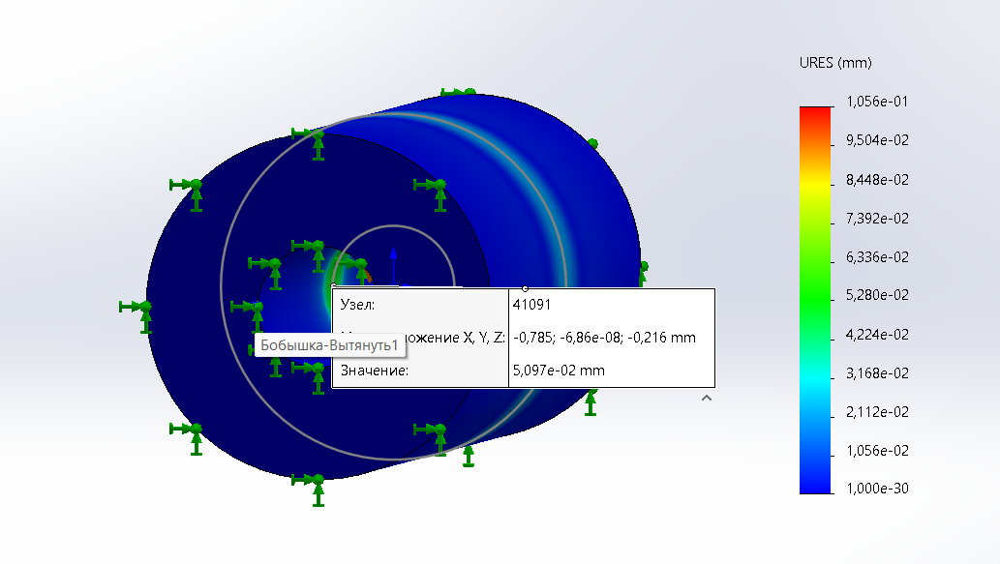 URES (mm)
1,056e-01
9,504e-02
8,448e-02
7,392e-02
6,336e-02
5,280e-02
4,224e-02
3,168e-02
2,112e-02
1,056e-02
1,000e-30
Узел: 41091
X, Y, Z: -0,785; -6,86e-08; -0,216 mm
Бобышка-Вытянуть1
Значение: 5,097e-02 mm